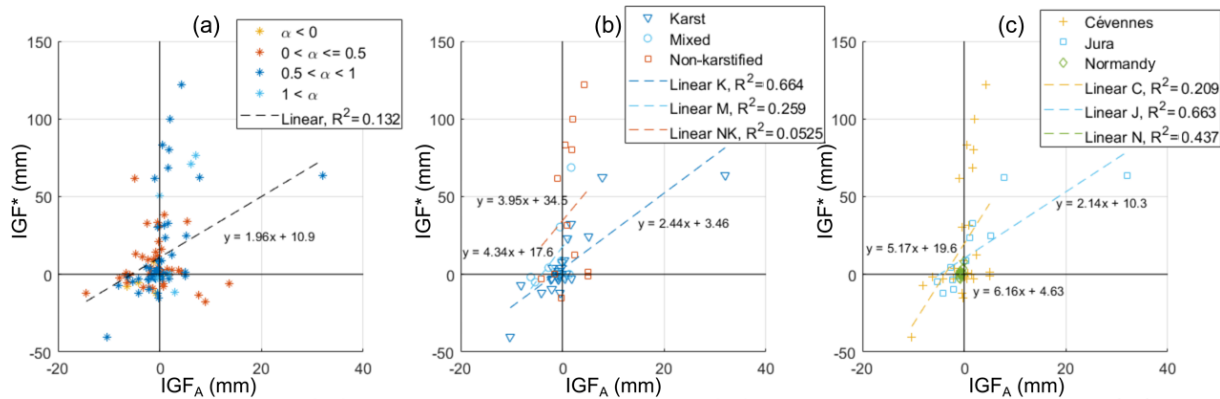 (a)
α < 0
0 < α <= 0.5
0.5 < α < 1
1 < α
Linear, R²= 0.132
150
100
50
0
-50
IGF* (mm)
y = 1.96x + 10.9
-20
0
20
40
IGF_A (mm)
(b)
Karst
Mixed
Non-karstified
Linear K, R²=0.664
Linear M, R²=0.259
Linear NK, R²=0.0525
150
100
50
0
-50
IGF* (mm)
y = 3.95x + 34.5
y = 2.44x + 3.46
y = 4.34x + 17.6
-20
0
20
40
IGF_A (mm)
(c)
Cévennes
Jura
Normandy
Linear C, R²=0.209
Linear J, R²=0.663
Linear N, R²=0.437
150
100
50
0
-50
IGF* (mm)
y = 2.14x + 10.3
y = 5.17x + 19.6
y = 6.16x + 4.63
-20
0
20
40
IGF_A (mm)